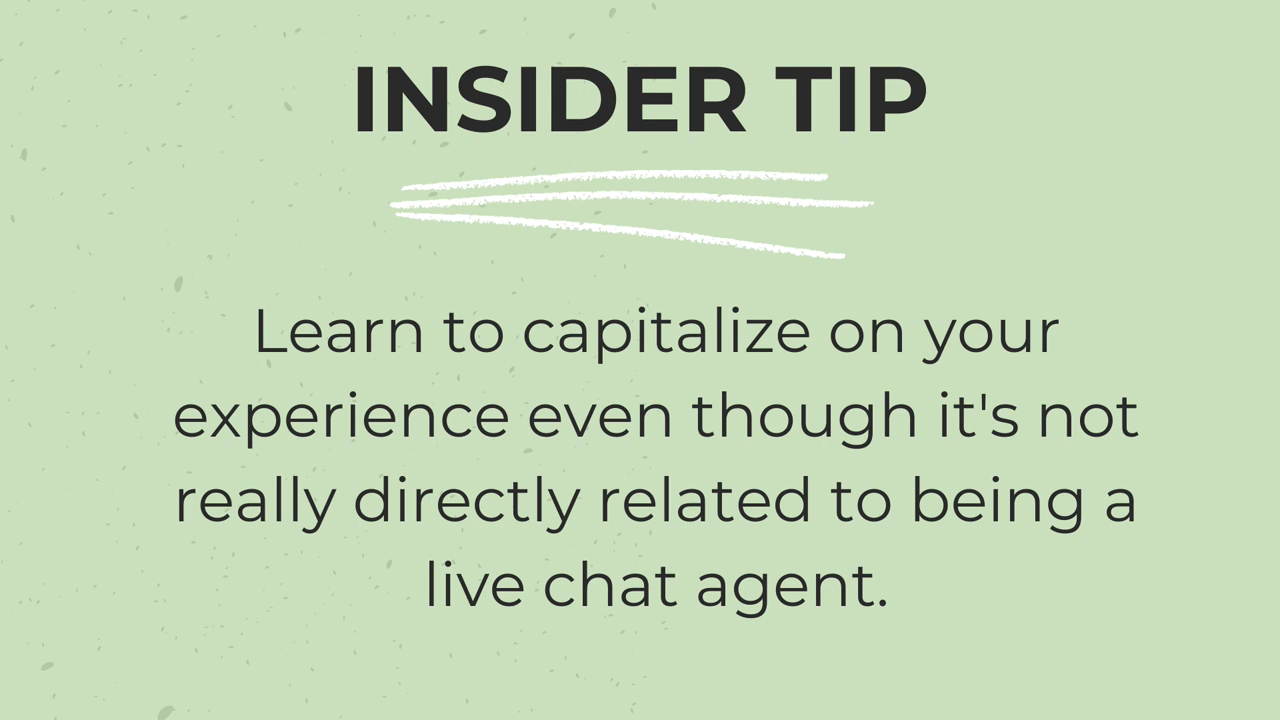 INSIDER TIP
Learn to capitalize on your
experience even though it's not
really directly related to being a
live chat agent.